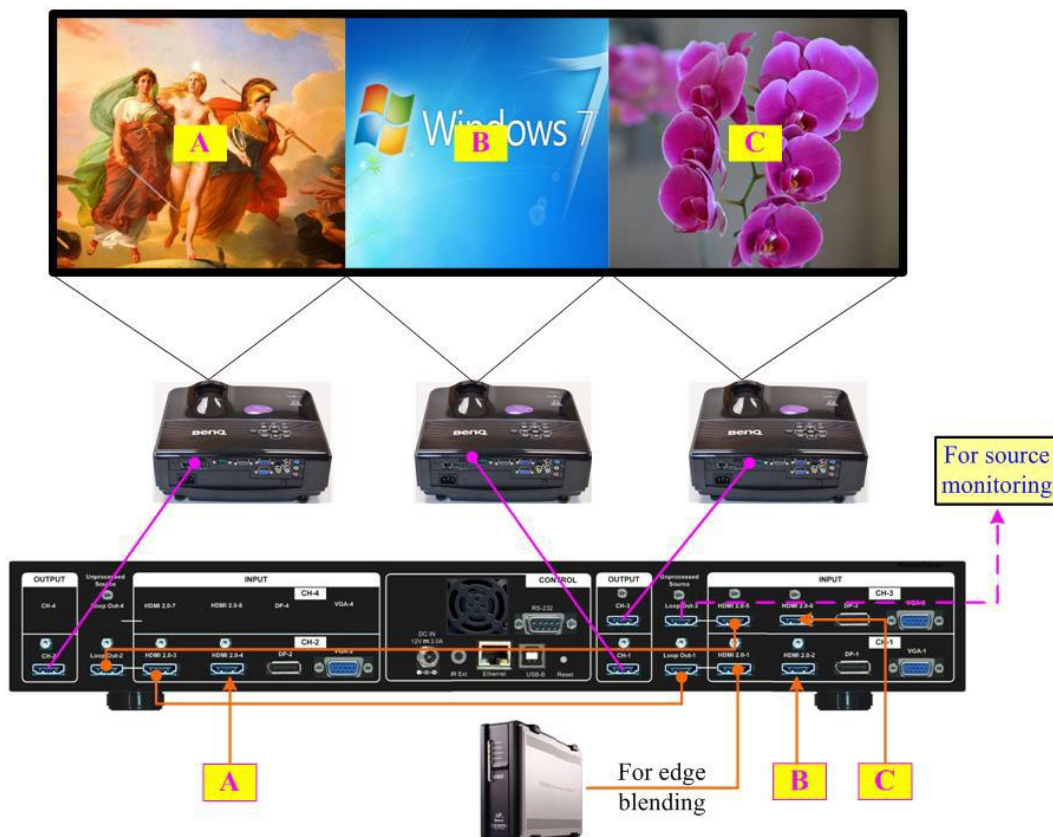 A
Windows 7
B
C
BenQ
BenQ
BenQ
For source
monitoring
OUTPUT
Unprocessed
Source
INPUT
CH-4
CONTROL
OUTPUT
Unprocessed
Source
INPUT
CH-3
CH-4
Loop Out-4
HDMI 2.0-7
HDMI 2.0-8
DP-4
VGA-4
RS-232
CH-3
Loop Out-3
HDMI 2.0-5
HDMI 2.0-6
DP-3
VGA-3
CH-2
DC IN
12V 3.0A
CH-1
CH-2
Loop Out-2
HDMI 2.0-3
HDMI 2.0-4
DP-2
VGA-2
IR Ext
Ethernet
USB-B
Reset
CH-1
Loop Out-1
HDMI 2.0-1
HDMI 2.0-2
DP-1
VGA-1
A
For edge
blending
B
C